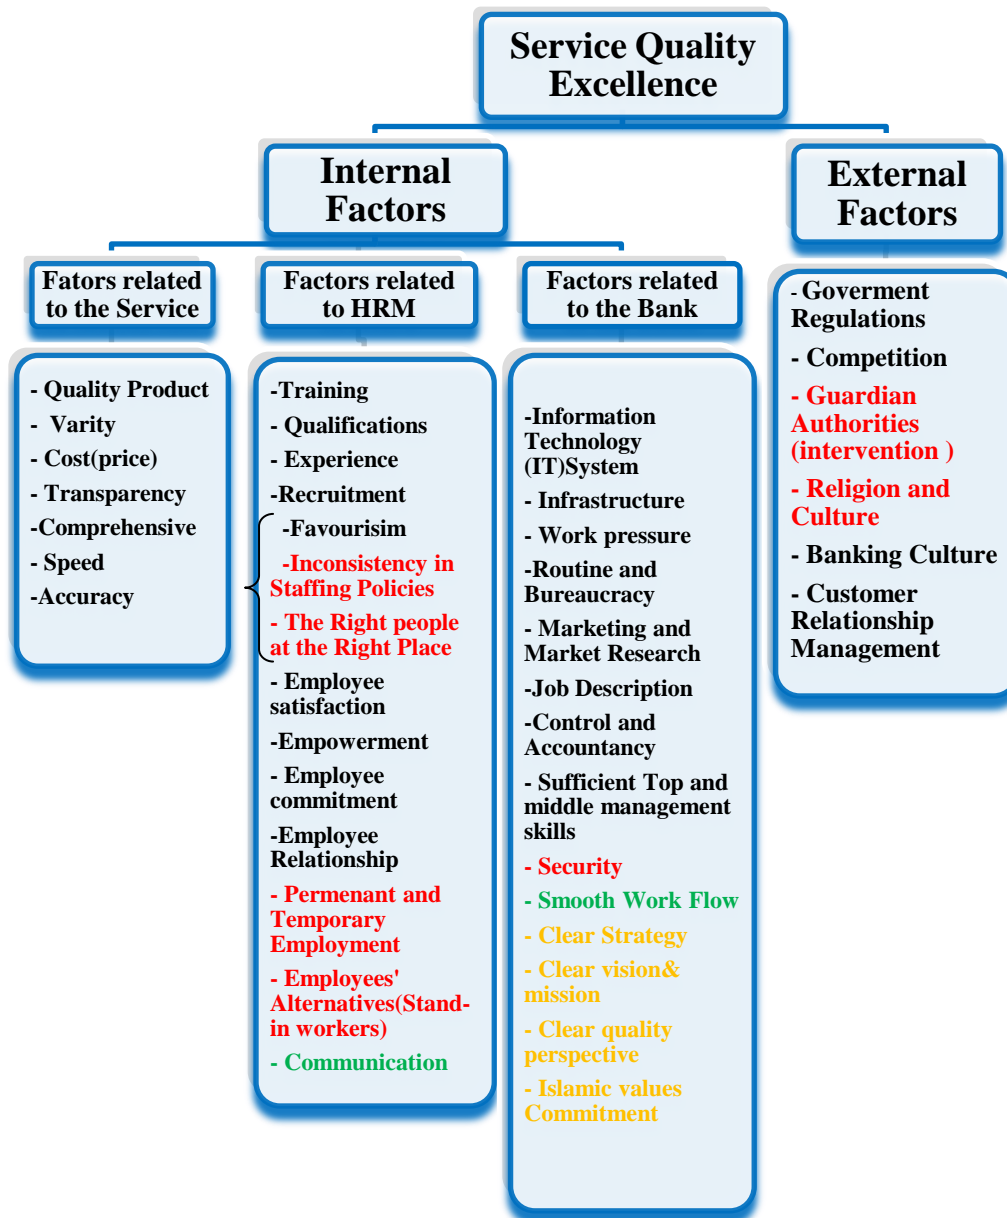 Service Quality
Excellence
Internal
Factors
External
Factors
Fators related
to the Service
Factors related
to HRM
Factors related
to the Bank
- Quality Product
- Varity
- Cost(price)
- Transparency
-Comprehensive
- Speed
-Accuracy
-Training
- Qualifications
- Experience
-Recruitment
-Favourisim
-Inconsistency in
Staffing Policies
- The Right people
at the Right Place
- Employee
satisfaction
-Empowerment
- Employee
commitment
-Employee
Relationship
- Permenant and
Temporary
Employment
- Employees'
Alternatives(Stand-
in workers)
- Communication
-Information
Technology
(IT)System
- Infrastructure
- Work pressure
-Routine and
Bureaucracy
- Marketing and
Market Research
-Job Description
-Control and
Accountancy
- Sufficient Top and
middle management
skills
- Security
- Smooth Work Flow
- Clear Strategy
- Clear vision&
mission
- Clear quality
perspective
- Islamic values
Commitment
- Goverment
Regulations
- Competition
- Guardian
Authorities
(intervention )
- Religion and
Culture
- Banking Culture
- Customer
Relationship
Management